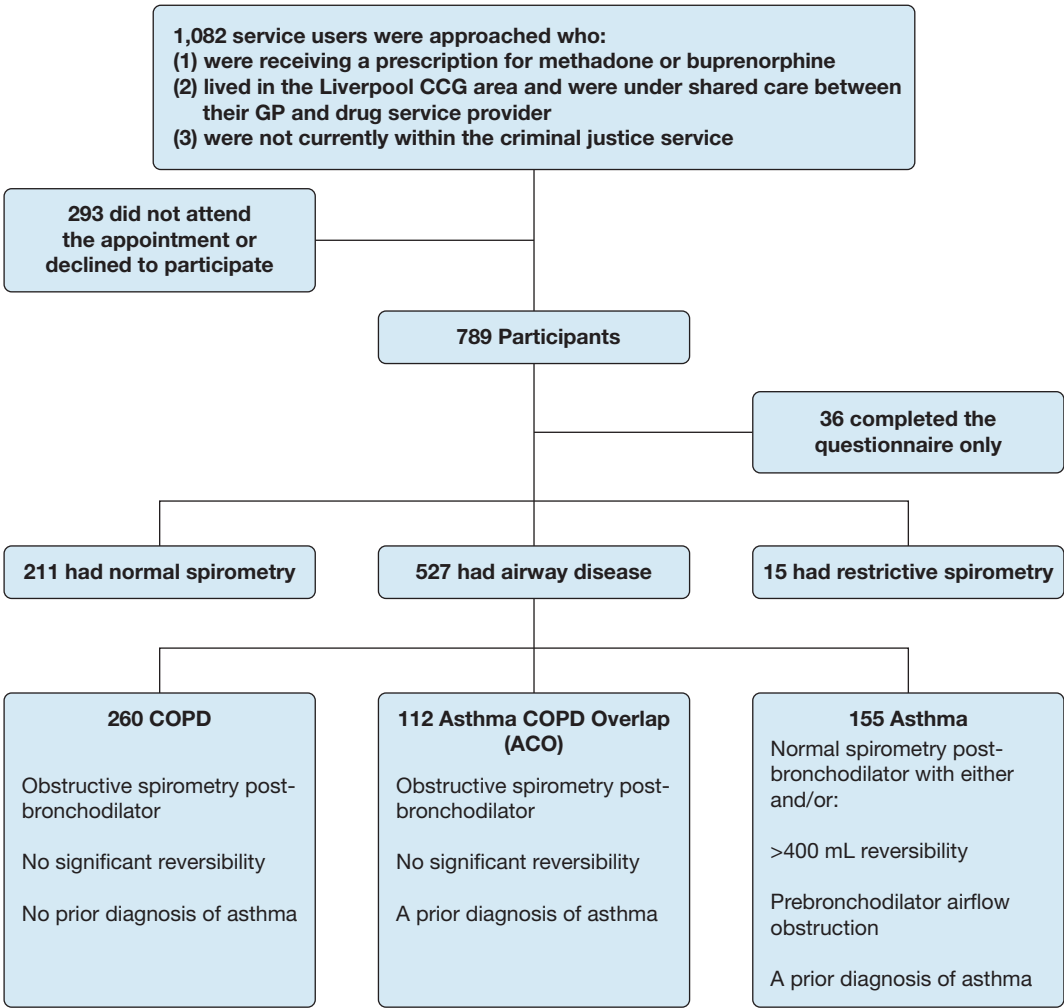 1,082 service users were approached who:
(1) were receiving a prescription for methadone or buprenorphine
(2) lived in the Liverpool CCG area and were under shared care between
their GP and drug service provider
(3) were not currently within the criminal justice service
293 did not attend
the appointment or
declined to participate
789 Participants
36 completed the
questionnaire only
211 had normal spirometry
527 had airway disease
15 had restrictive spirometry
260 COPD
Obstructive spirometry post-
bronchodilator
No significant reversibility
No prior diagnosis of asthma
112 Asthma COPD Overlap
(ACO)
Obstructive spirometry post-
bronchodilator
No significant reversibility
A prior diagnosis of asthma
155 Asthma
Normal spirometry post-
bronchodilator with either
and/or:
>400 mL reversibility
Prebronchodilator airflow
obstruction
A prior diagnosis of asthma